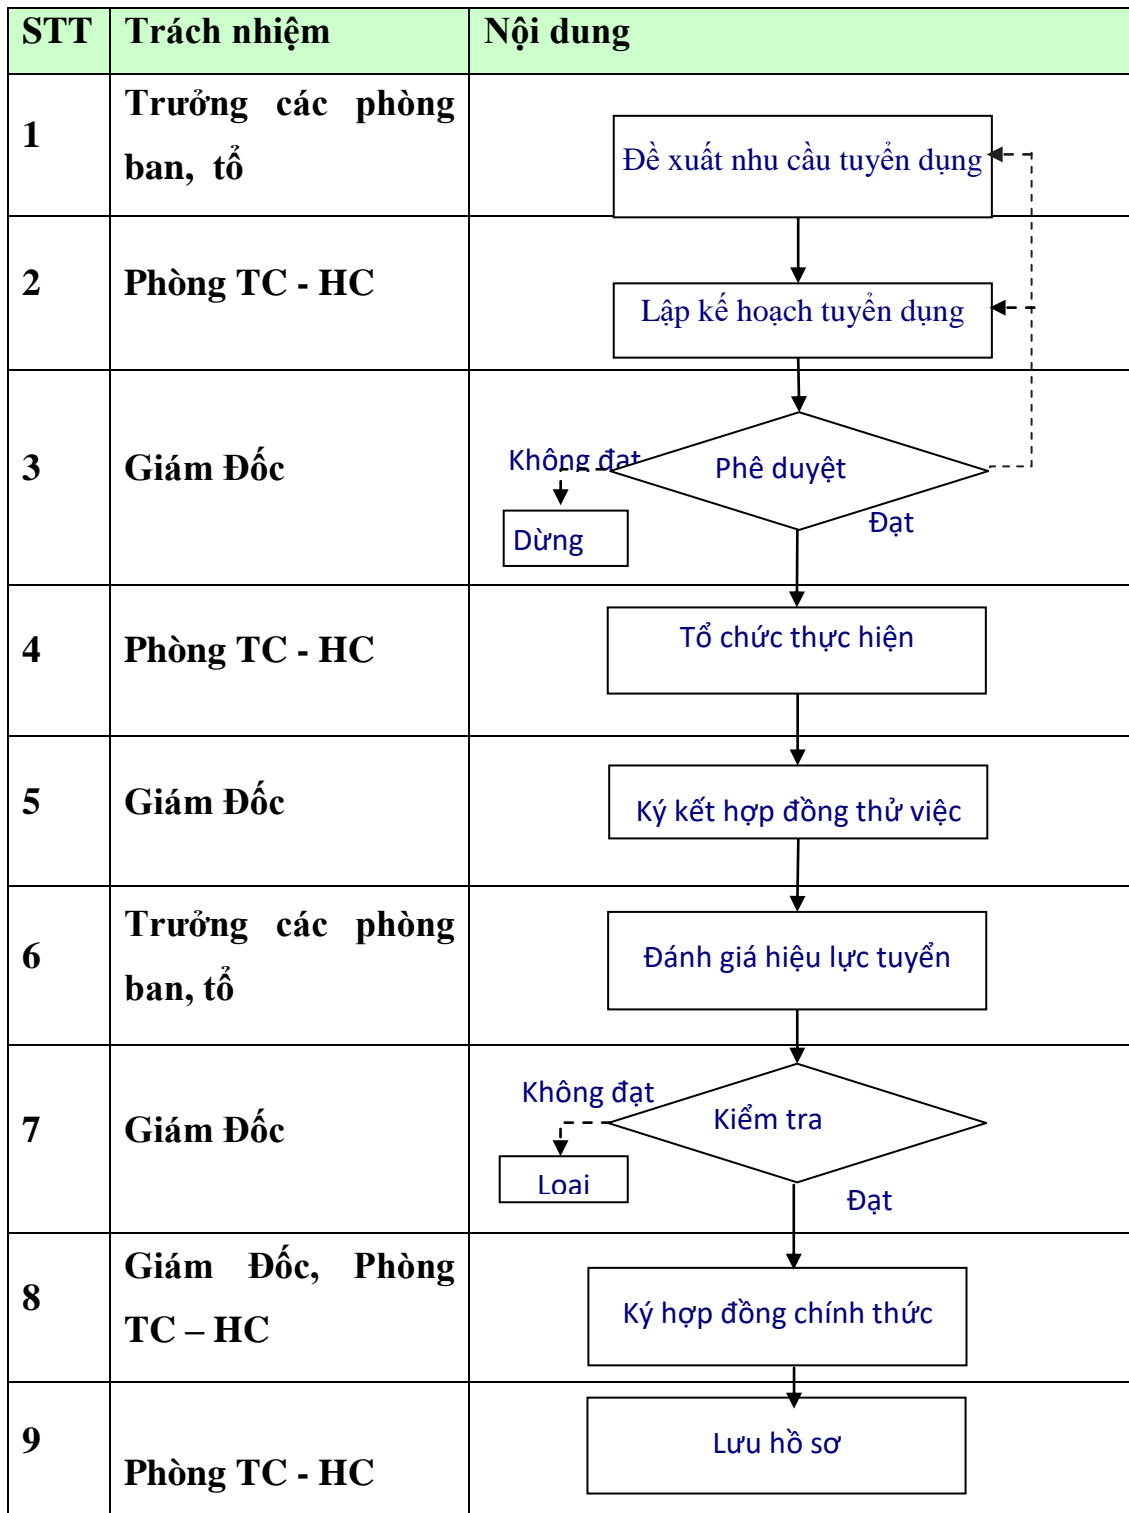 STT Trách nhiệm Nội dung
1 Trưởng các phòng
ban, tổ
Đề xuất nhu cầu tuyển dụng
2 Phòng TC - HC
Lập kế hoạch tuyển dụng
3 Giám Đốc
Không đạt
Phê duyệt
Dừng
Đạt
4 Phòng TC - HC
Tổ chức thực hiện
5 Giám Đốc
Ký kết hợp đồng thử việc
6 Trưởng các phòng
ban, tổ
Đánh giá hiệu lực tuyển
7 Giám Đốc
Không đạt
Kiểm tra
Loại
Đạt
8 Giám Đốc, Phòng
TC – HC
Ký hợp đồng chính thức
9 Phòng TC - HC
Lưu hồ sơ